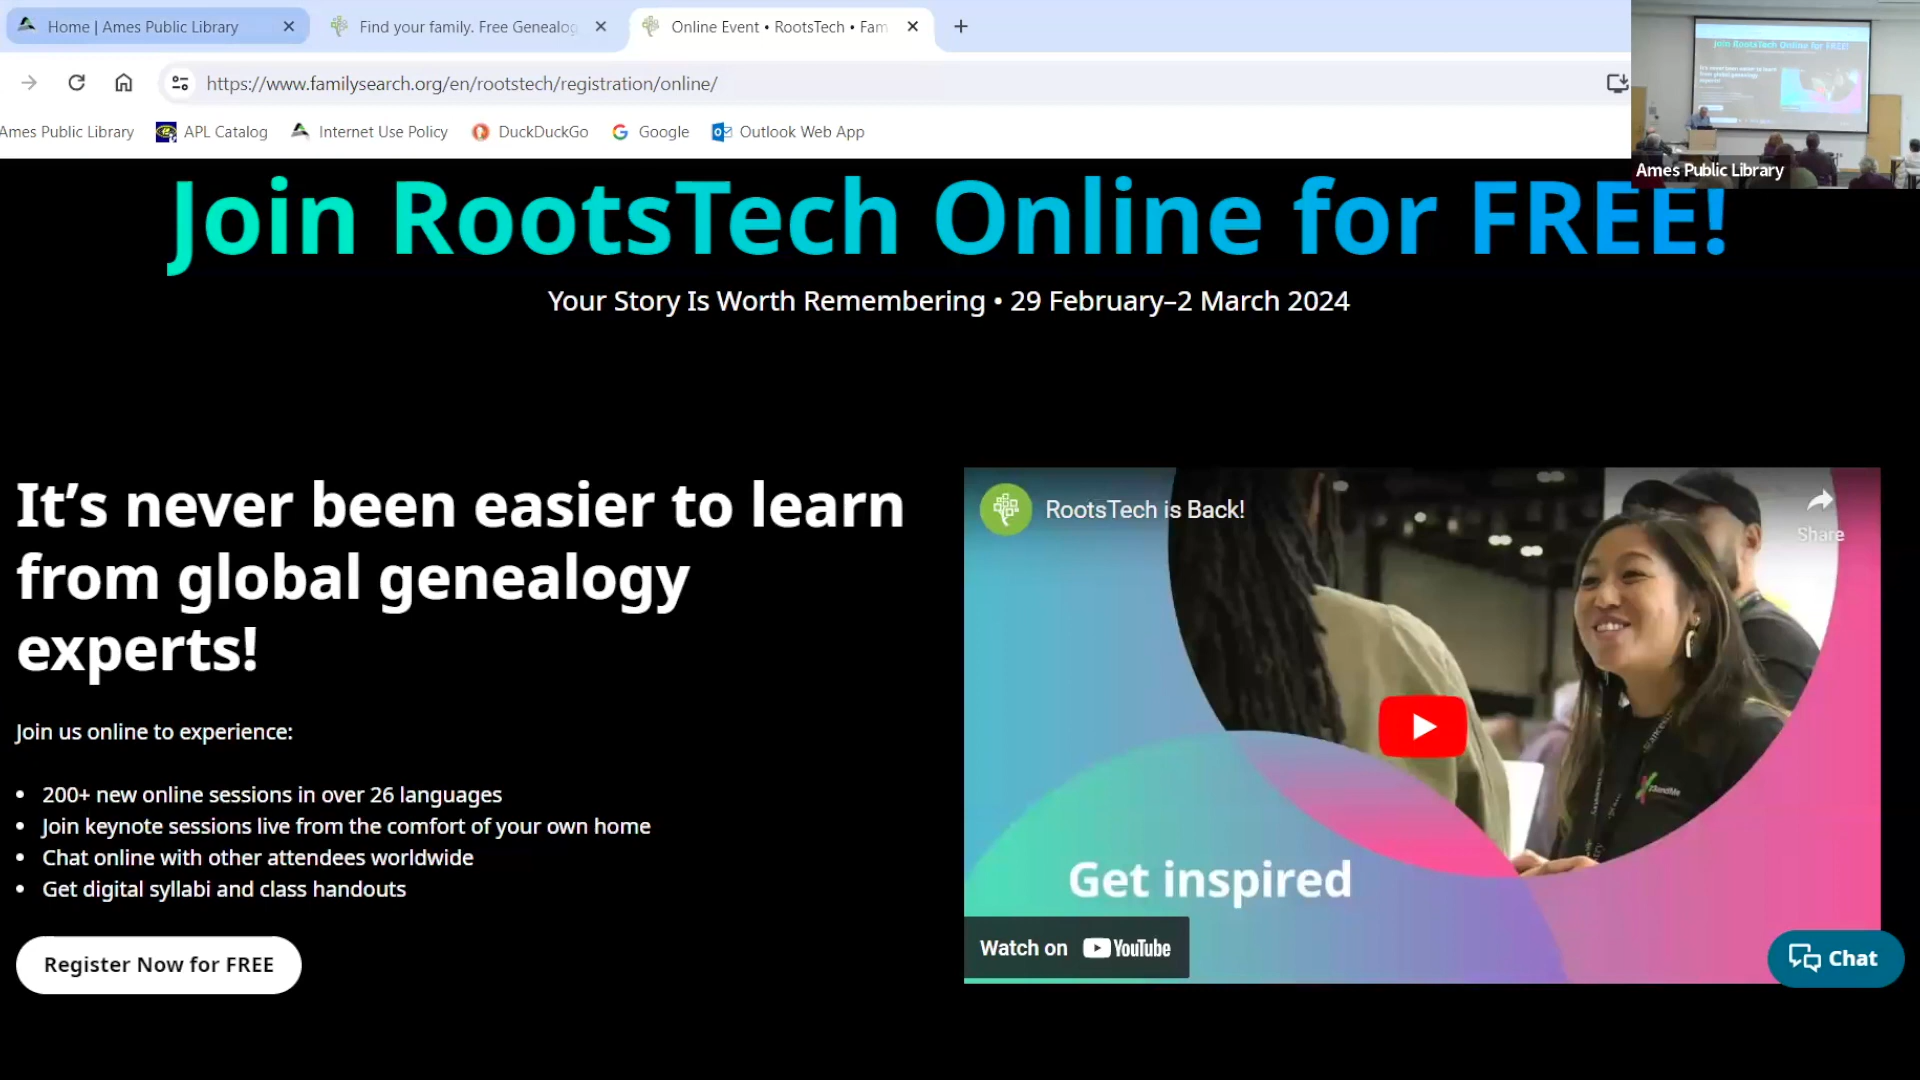 Home | Ames Public Library
Find your family. Free Genealog
Online Event • RootsTech • Fam
https://www.familysearch.org/en/rootstech/registration/online/
Ames Public Library
APL Catalog
Internet Use Policy
DuckDuckGo
Google
Outlook Web App
Join RootsTech Online for FREE!
Ames Public Library
Join RootsTech Online for FREE!
Your Story Is Worth Remembering • 29 February–2 March 2024
It’s never been easier to learn
from global genealogy
experts!
Join us online to experience:
• 200+ new online sessions in over 26 languages
• Join keynote sessions live from the comfort of your own home
• Chat online with other attendees worldwide
• Get digital syllabi and class handouts
Register Now for FREE
RootsTech is Back!
Share
Get inspired
Watch on YouTube
Chat